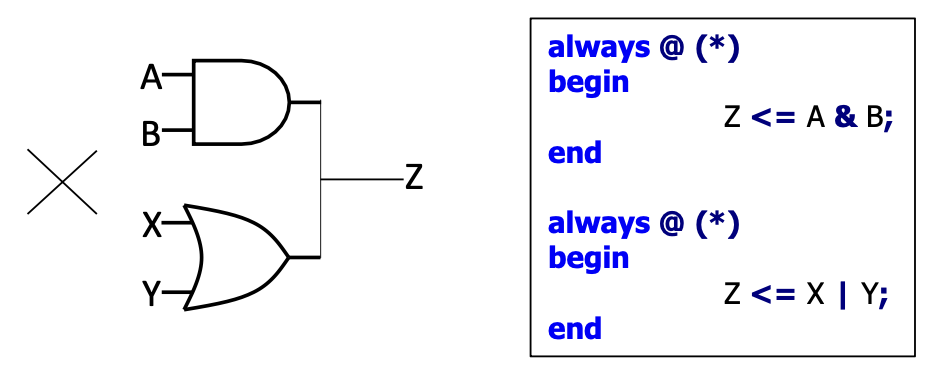 A
B
X
Y
Z
always @ (*)
begin
Z <= A & B;
end
always @ (*)
begin
Z <= X | Y;
end